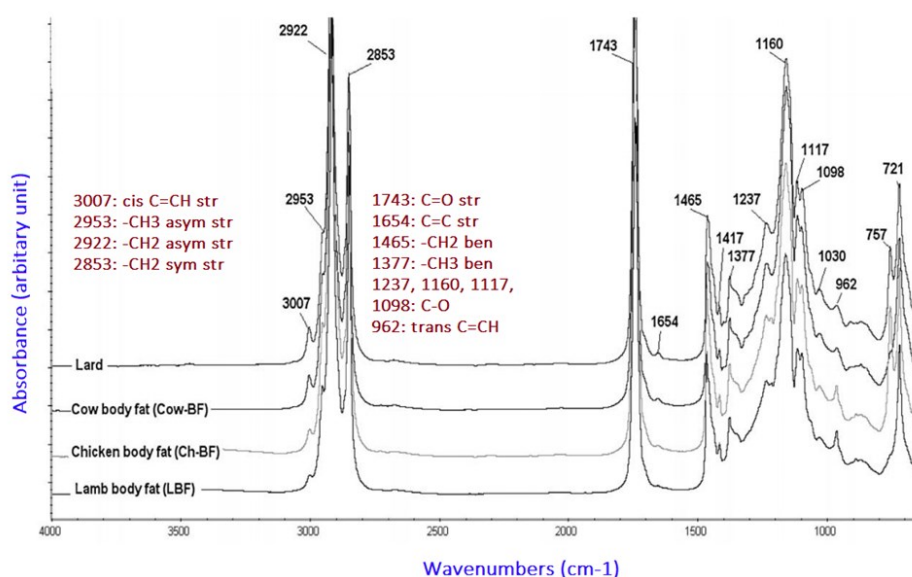 2922
2853
1743
1160
3007: cis C=CH str
2953: -CH3 asym str
2922: -CH2 asym str
2853: -CH2 sym str
1743: C=O str
1654: C=C str
1465: -CH2 ben
1377: -CH3 ben
1237, 1160, 1117,
1098: C-O
962: trans C=CH
2953
3007
1654
1465
1417
1377
1237
1117
1098
1030
962
757
721
Absorbance (arbitary unit)
Lard
Cow body fat (Cow-BF)
Chicken body fat (Ch-BF)
Lamb body fat (LBF)
4000
3500
3000
2500
2000
1500
1000
Wavenumbers (cm-1)